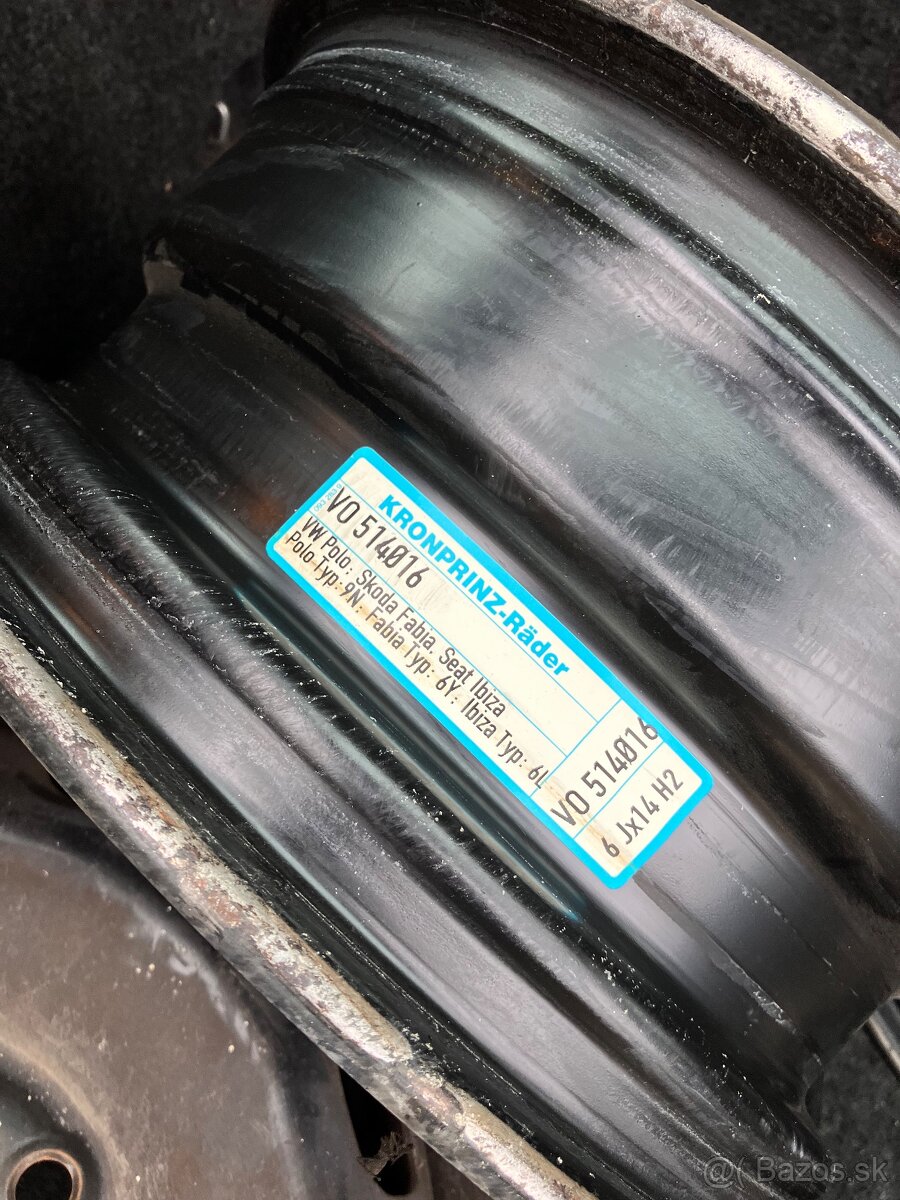 KRONPRINZ-Räder
VO 514016
VW Polo; Skoda Fabia, Seat Ibiza
Polo Typ: 9N; Fabia Typ: 6Y; Ibiza Typ: 6L
VO 514016
6 Jx14 H2
Bazos.sk